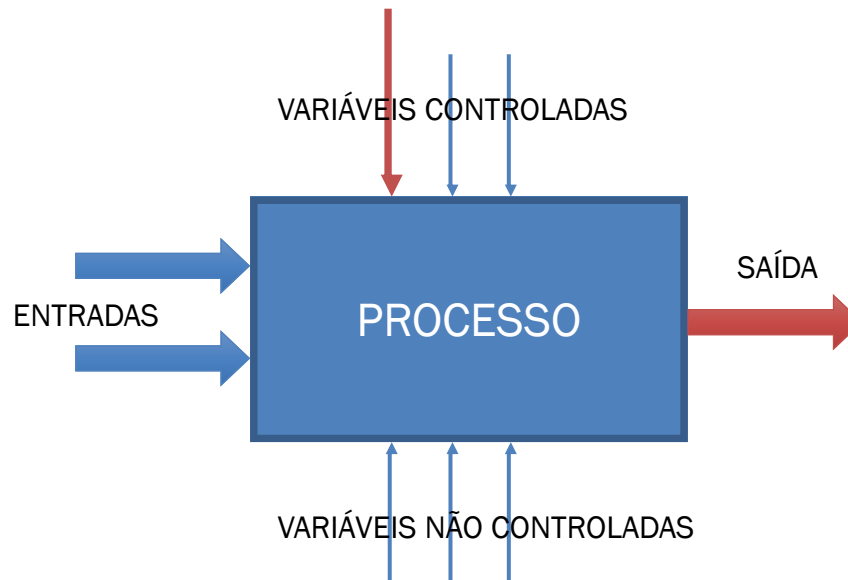 VARIÁVEIS CONTROLADAS
SAÍDA
ENTRADAS
PROCESSO
VARIÁVEIS NÃO CONTROLADAS